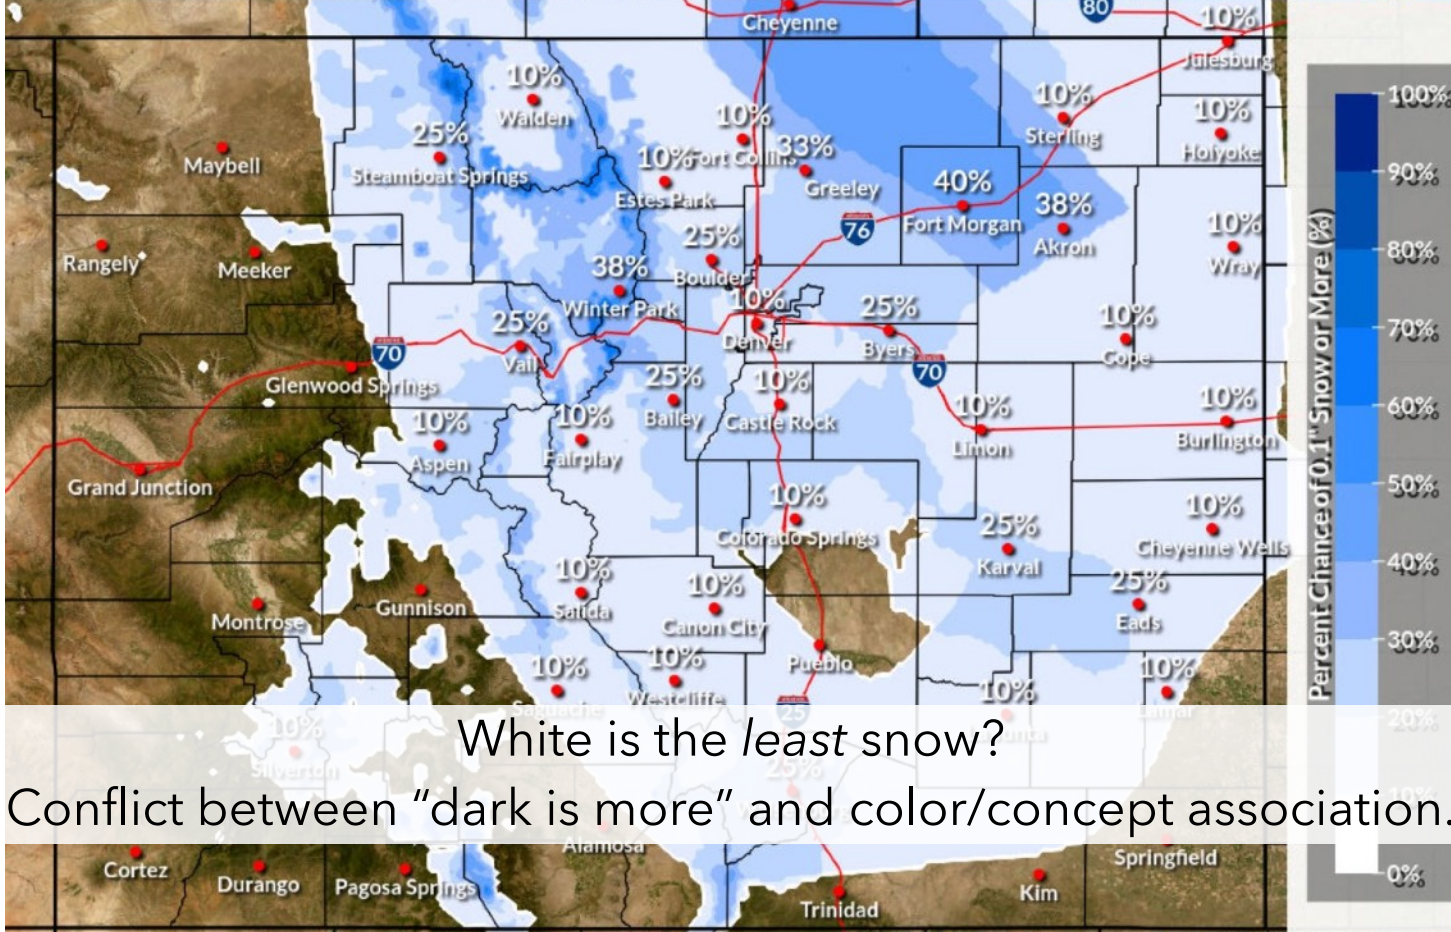 Cheyenne
80
10%
Julesburg
10%
Walden
10%
Sterling
10%
Holyoke
25%
Steamboat Springs
10%
Fort Collins
33%
Greeley
10%
Estes Park
40%
Fort Morgan
38%
Akron
10%
Wray
Maybell
Rangely
Meeker
76
25%
Boulder
38%
Winter Park
10%
Denver
25%
Byers
10%
Cope
25%
Vail
70
70
Glenwood Springs
25%
Bailey
10%
Castle Rock
10%
Limon
10%
Burlington
10%
Aspen
10%
Fairplay
Grand Junction
10%
Colorado Springs
25%
Karval
10%
Cheyenne Wells
Montrose
Gunnison
10%
Salida
10%
Canon City
25%
Eads
Pueblo
10%
Saguache
10%
Westcliffe
10%
10%
Lamar
25
10%
Silverton
25%
White is the least snow?
Conflict between “dark is more” and color/concept association.
Alamosa
Springfield
Cortez
Durango
Pagosa Springs
Trinidad
Kim
Percent Chance of 0.1" Snow or More (%)
100%
90%
80%
70%
60%
50%
40%
30%
20%
10%
0%